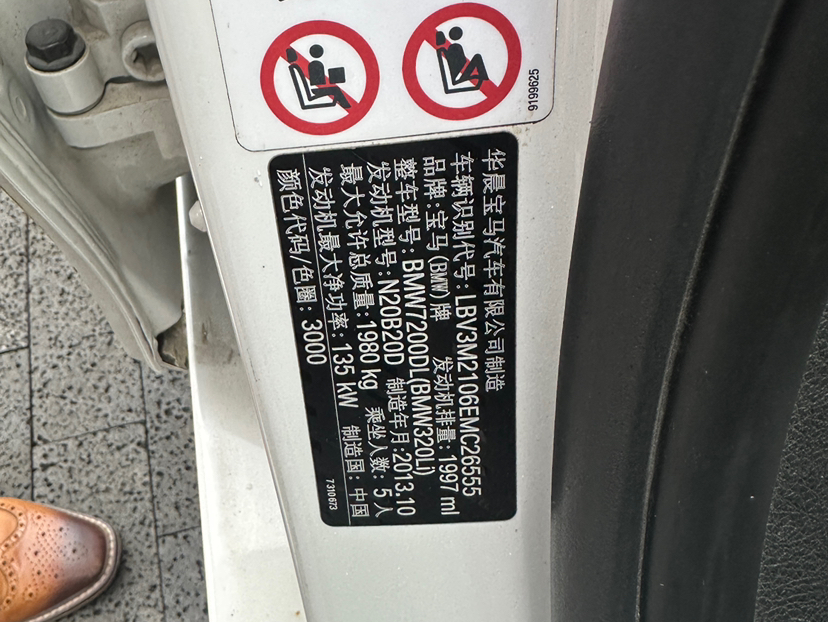 9199625
华晨宝马汽车有限公司制造
车辆识别代号: LBV3M2106EMC26555
品牌: 宝马(BMW)牌 发动机排量: 1997 ml
整车型号: BMW7200DL(BMW320Li)
发动机型号: N20B20D 制造年月: 2013.10
最大允许总质量: 1980 kg 乘坐人数: 5人
发动机最大净功率: 135 kW 制造国: 中国
颜色代码/色圈: 3000
7310673